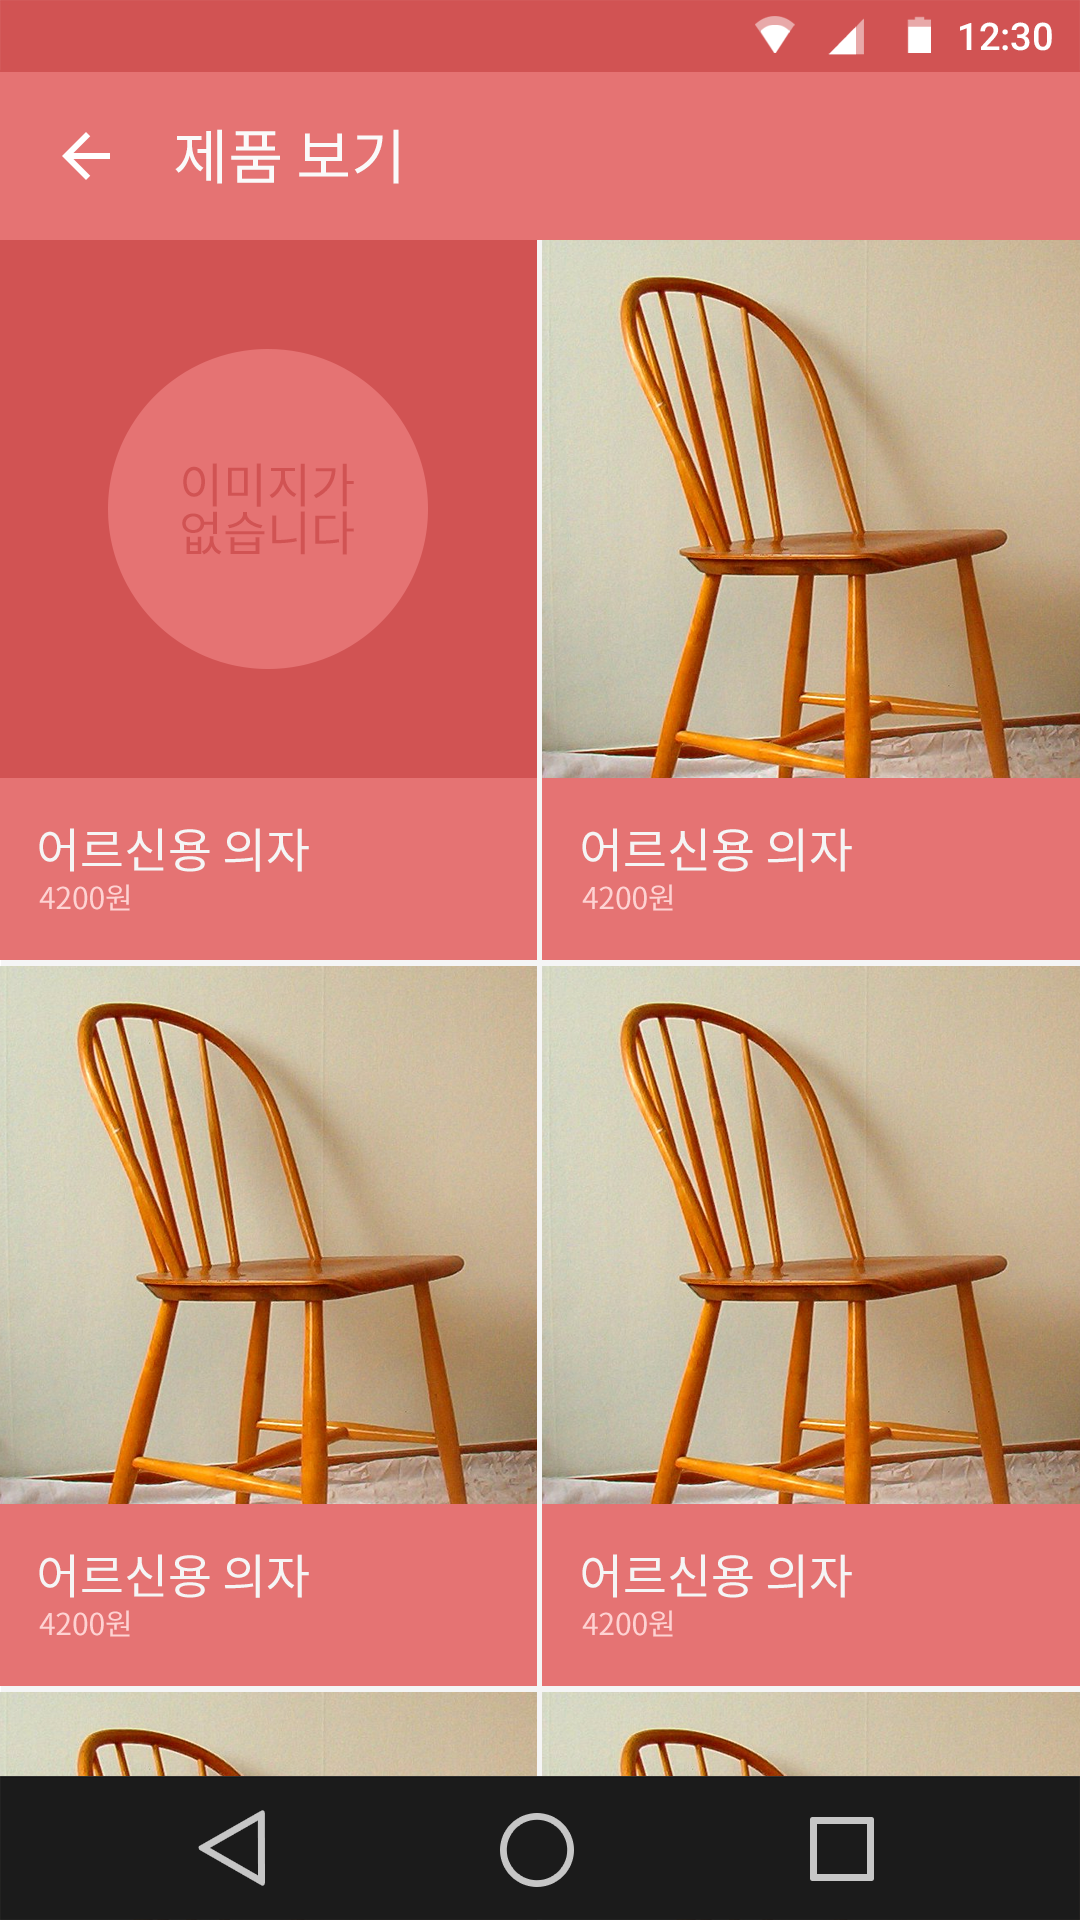 12:30
제품 보기
이미지가
없습니다
어르신용 의자
4200원
어르신용 의자
4200원
어르신용 의자
4200원
어르신용 의자
4200원